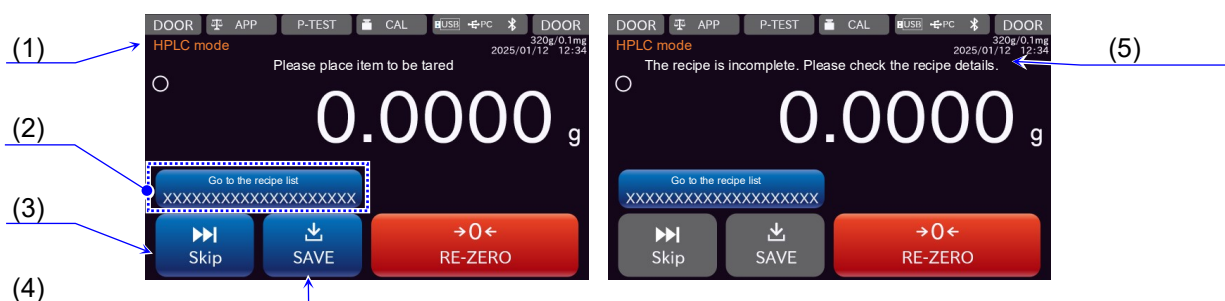 DOOR APP P-TEST CAL USB PC DOOR
HPLC mode
320g/0.1mg
2025/01/12 12:34
Please place item to be tared
0.0000 g
Go to the recipe list
XXXXXXXXXXXXXXXXXXXX
Skip
SAVE
→0←
RE-ZERO
DOOR APP P-TEST CAL USB PC DOOR
HPLC mode
320g/0.1mg
2025/01/12 12:34
The recipe is incomplete. Please check the recipe details.
0.0000 g
Go to the recipe list
XXXXXXXXXXXXXXXXXXXX
Skip
SAVE
→0←
RE-ZERO
(1)
(2)
(3)
(4)
(5)